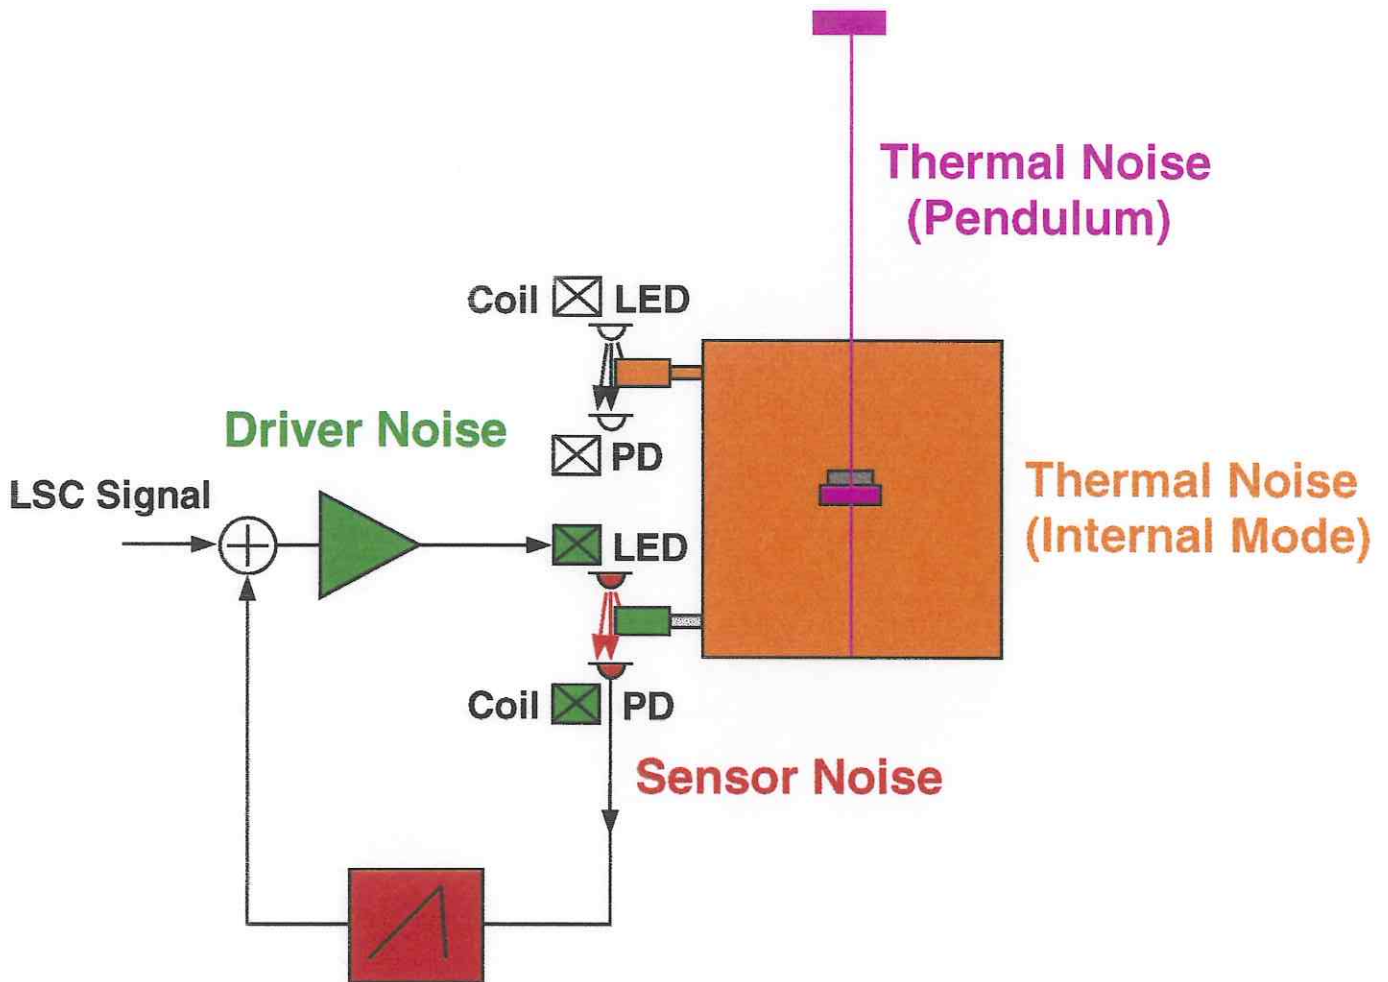 Thermal Noise
(Pendulum)
Coil LED
Driver Noise
PD
LSC Signal
LED
Thermal Noise
(Internal Mode)
Coil PD
Sensor Noise